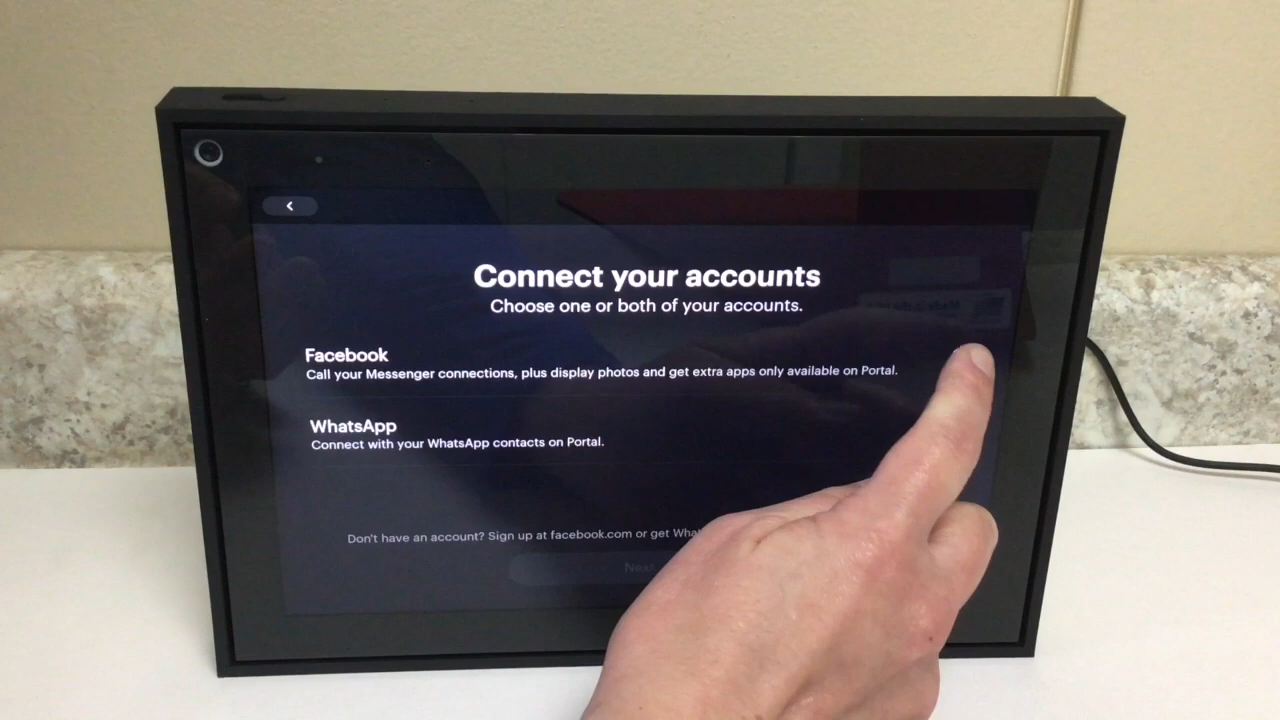 Connect your accounts
Choose one or both of your accounts.
Facebook
Call your Messenger connections, plus display photos and get extra apps only available on Portal.
WhatsApp
Connect with your WhatsApp contacts on Portal.
Don't have an account? Sign up at facebook.com or get What
Next